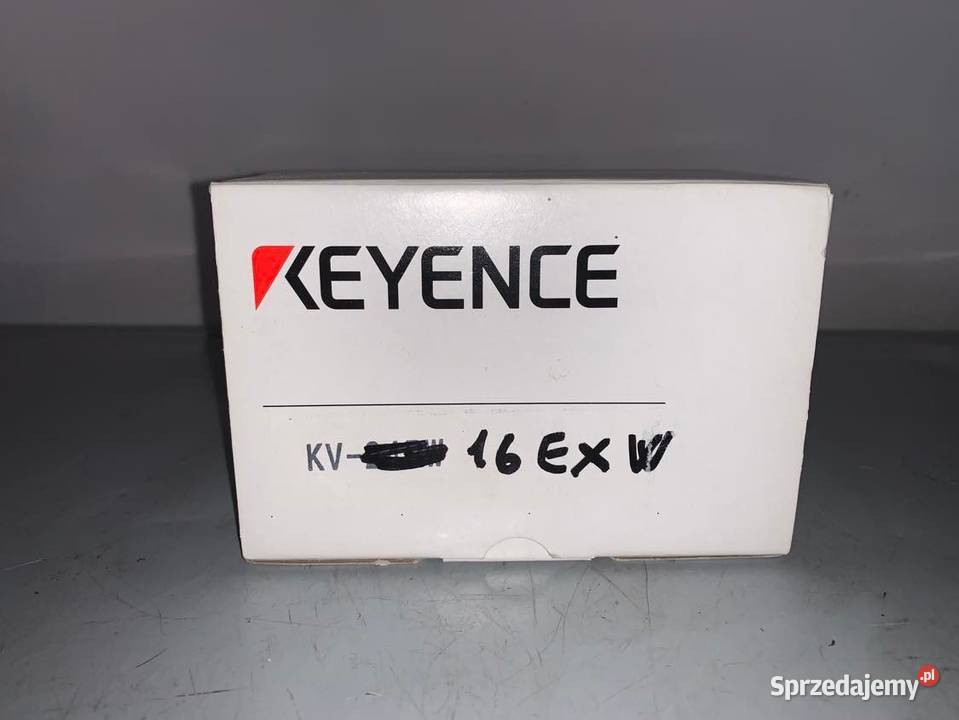 KEYENCE
KV- 16 EX W
Sprzedajemy.pl